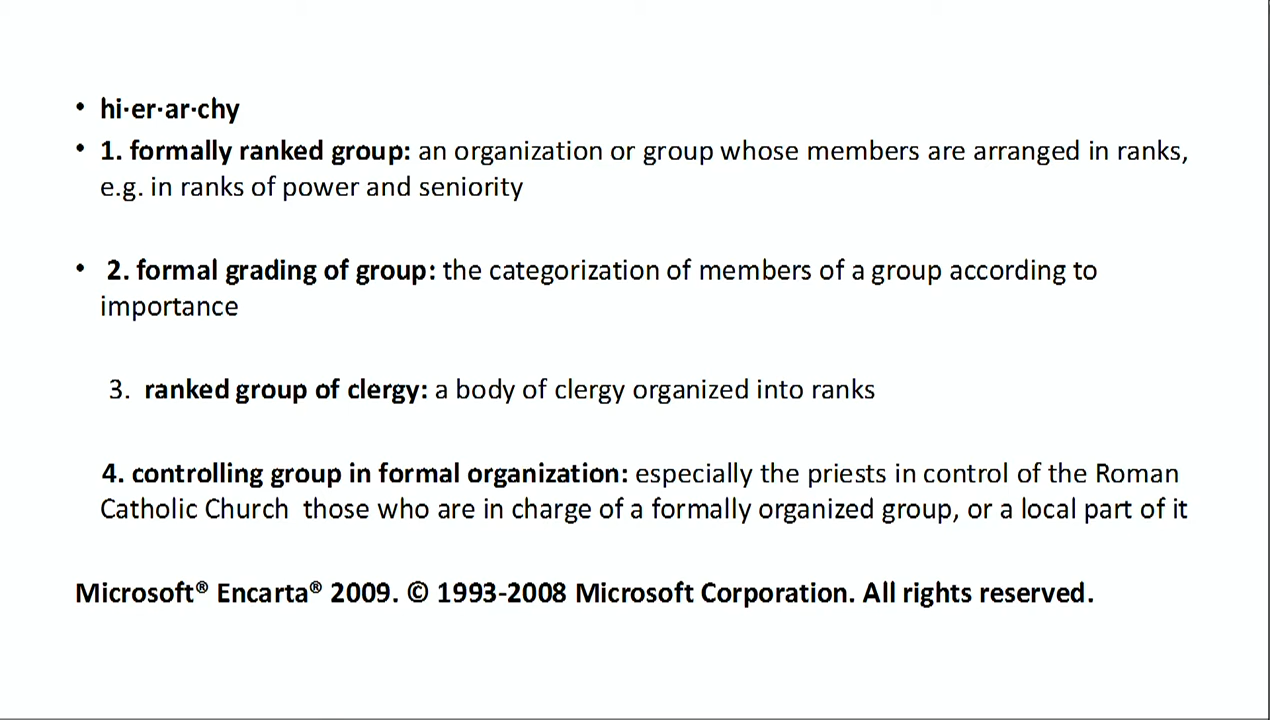 • hi·er·ar·chy
• 1. formally ranked group: an organization or group whose members are arranged in ranks,
e.g. in ranks of power and seniority
• 2. formal grading of group: the categorization of members of a group according to
importance
3. ranked group of clergy: a body of clergy organized into ranks
4. controlling group in formal organization: especially the priests in control of the Roman
Catholic Church  those who are in charge of a formally organized group, or a local part of it
Microsoft® Encarta® 2009. © 1993-2008 Microsoft Corporation. All rights reserved.